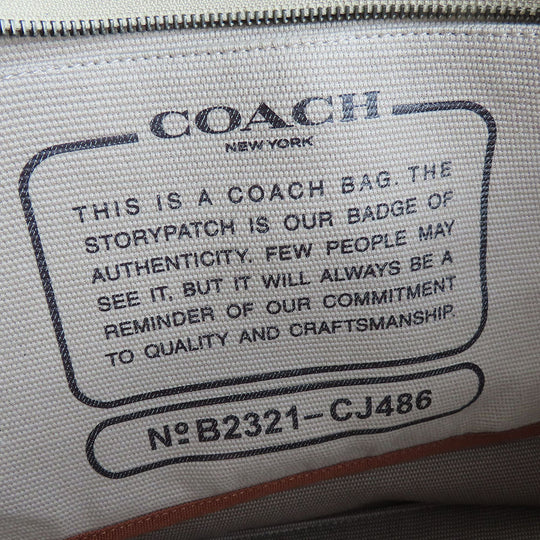 COACH
NEW YORK
THIS IS A COACH BAG. THE
STORYPATCH IS OUR BADGE OF
AUTHENTICITY. FEW PEOPLE MAY
SEE IT, BUT IT WILL ALWAYS BE A
REMINDER OF OUR COMMITMENT
TO QUALITY AND CRAFTSMANSHIP.
NºB2321-CJ486